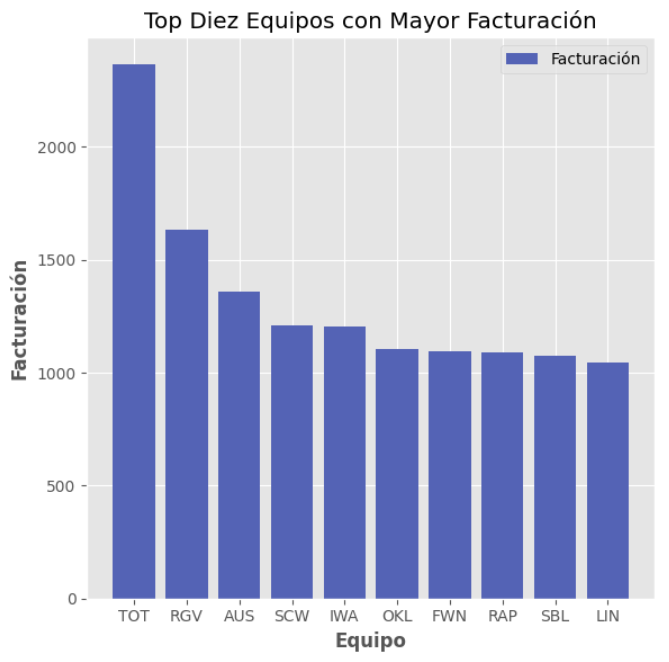 Top Diez Equipos con Mayor Facturación
Facturación
Facturación
2000
1500
1000
500
0
TOT RGV AUS SCW IWA OKL FWN RAP SBL LIN
Equipo